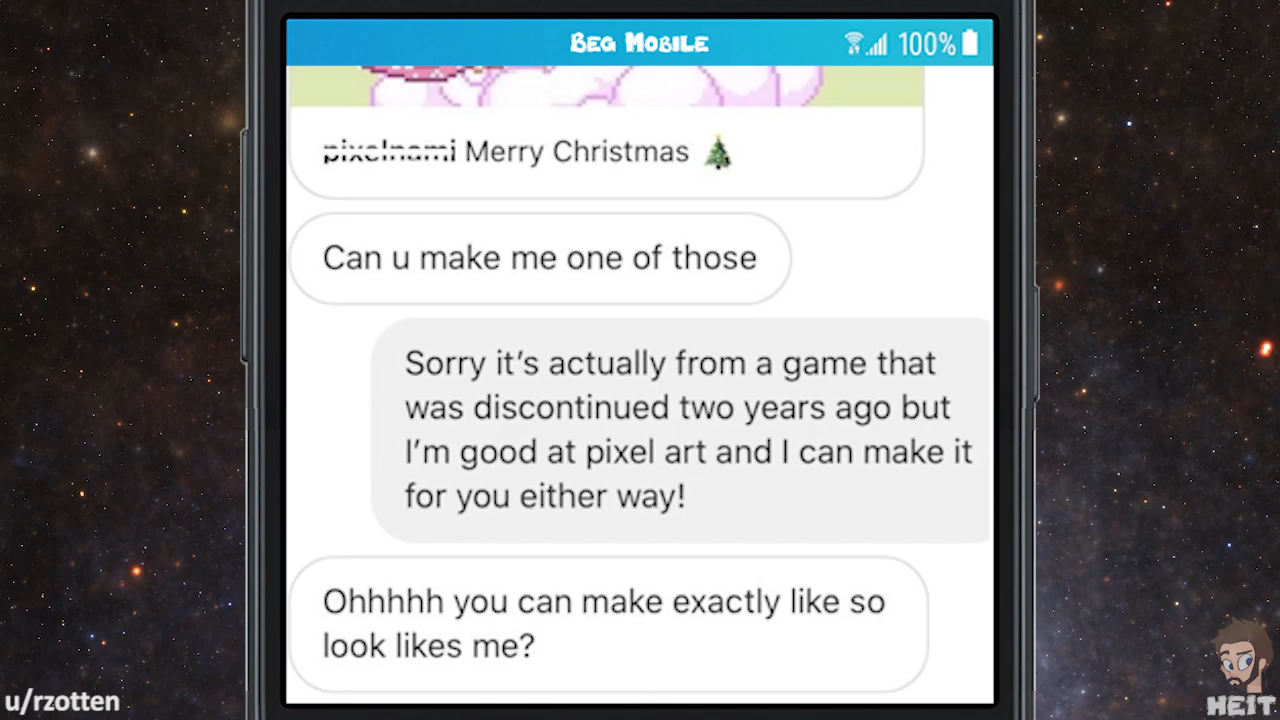 Beg Mobile
100%
pixelnami Merry Christmas
Can u make me one of those
Sorry it's actually from a game that
was discontinued two years ago but
I'm good at pixel art and I can make it
for you either way!
Ohhhhh you can make exactly like so
look likes me?
u/rzotten
HEIT